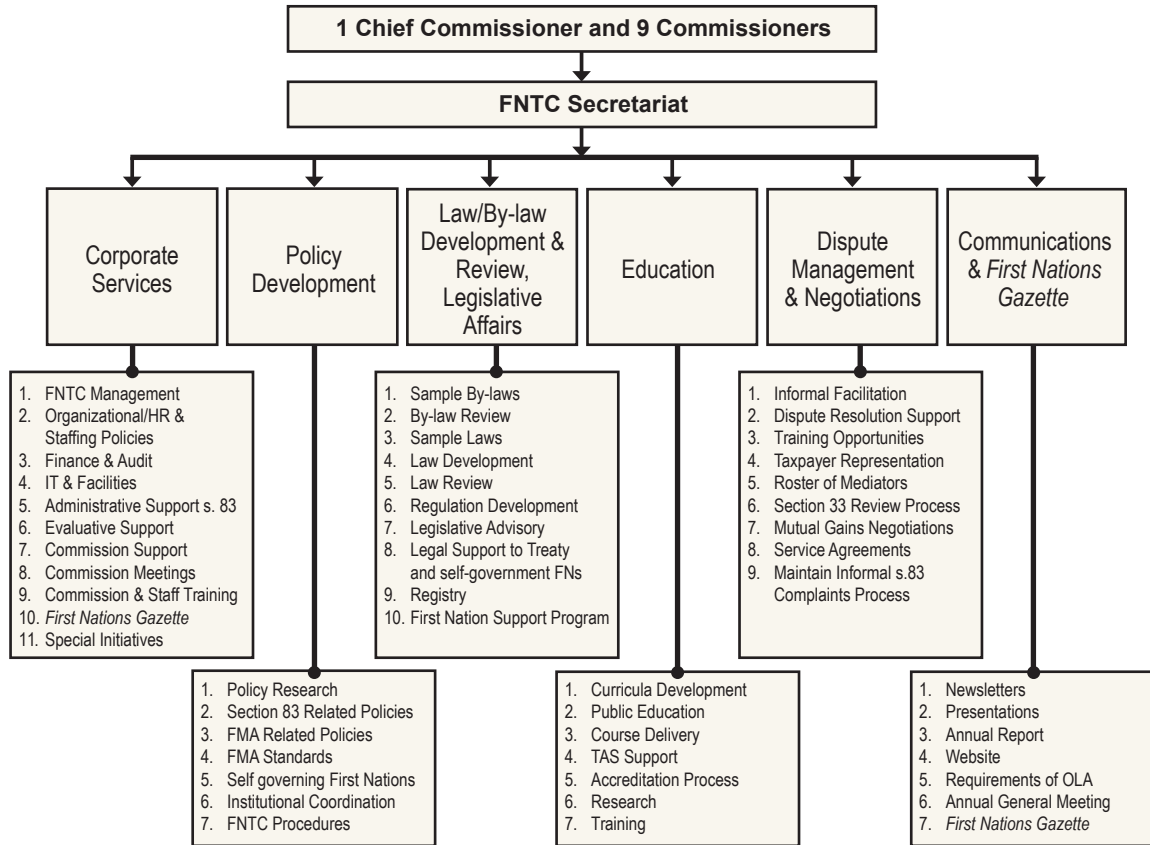 1 Chief Commissioner and 9 Commissioners
FNTC Secretariat
Corporate
Services
Policy
Development
Law/By-law
Development &
Review,
Legislative
Affairs
Education
Dispute
Management
& Negotiations
Communications
& First Nations
Gazette
1. FNTC Management
2. Organizational/HR &
Staffing Policies
3. Finance & Audit
4. IT & Facilities
5. Administrative Support s. 83
6. Evaluative Support
7. Commission Support
8. Commission Meetings
9. Commission & Staff Training
10. First Nations Gazette
11. Special Initiatives
1. Sample By-laws
2. By-law Review
3. Sample Laws
4. Law Development
5. Law Review
6. Regulation Development
7. Legislative Advisory
8. Legal Support to Treaty
and self-government FNs
9. Registry
10. First Nation Support Program
1. Informal Facilitation
2. Dispute Resolution Support
3. Training Opportunities
4. Taxpayer Representation
5. Roster of Mediators
6. Section 33 Review Process
7. Mutual Gains Negotiations
8. Service Agreements
9. Maintain Informal s.83
Complaints Process
1. Policy Research
2. Section 83 Related Policies
3. FMA Related Policies
4. FMA Standards
5. Self governing First Nations
6. Institutional Coordination
7. FNTC Procedures
1. Curricula Development
2. Public Education
3. Course Delivery
4. TAS Support
5. Accreditation Process
6. Research
7. Training
1. Newsletters
2. Presentations
3. Annual Report
4. Website
5. Requirements of OLA
6. Annual General Meeting
7. First Nations Gazette